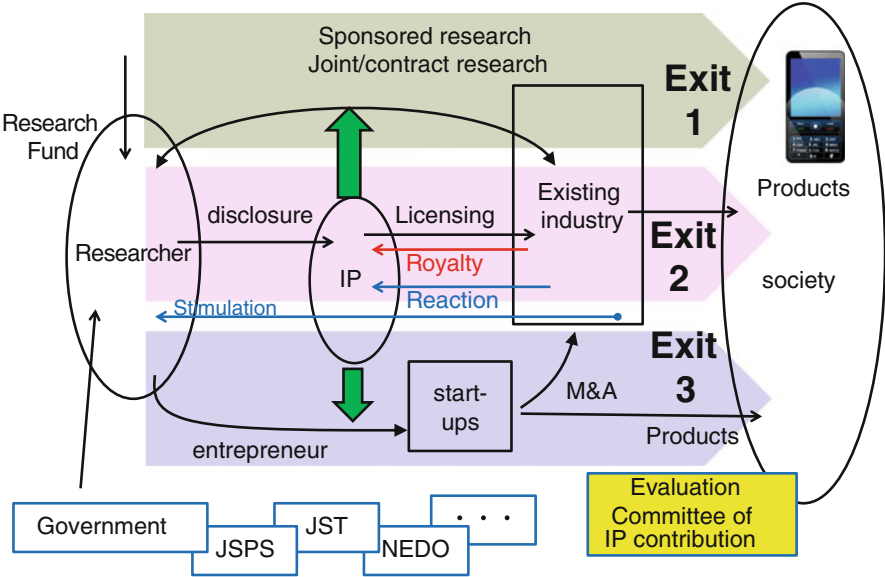 Sponsored research
Joint/contract research
Exit
1
Research
Fund
Products
disclosure
Licensing
Existing
industry
Researcher
IP
Royalty
Exit
2
Reaction
Stimulation
society
Exit
3
start-
ups
M&A
entrepreneur
Products
Government
JSPS
JST
NEDO
· · ·
Evaluation
Committee of
IP contribution